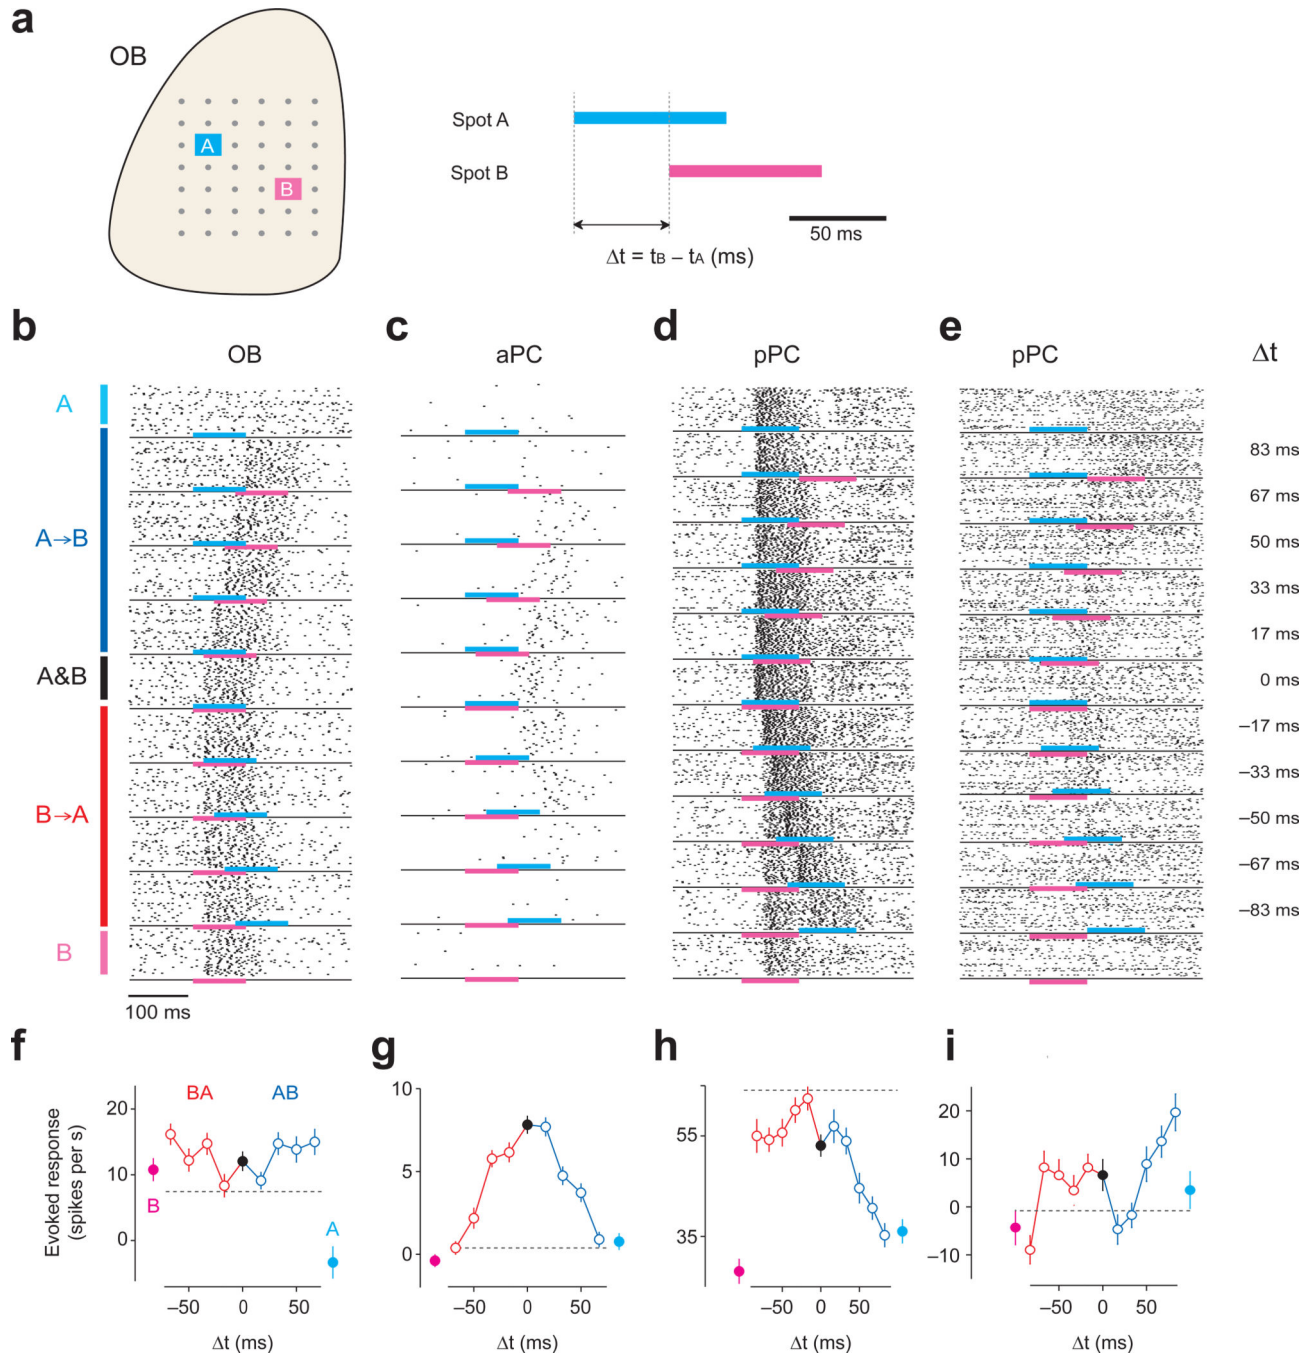 a
OB
A
B
Spot A
Spot B
50 ms
Δt = tB – tA (ms)
b
c
d
e
OB
aPC
pPC
pPC
Δt
A
A→B
A&B
B→A
B
83 ms
67 ms
50 ms
33 ms
17 ms
0 ms
–17 ms
–33 ms
–50 ms
–67 ms
–83 ms
100 ms
f
g
h
i
Evoked response
(spikes per s)
BA
AB
B
A
20
10
0
–50
0
50
Δt (ms)
10
5
0
–50
0
50
Δt (ms)
55
35
–50
0
50
Δt (ms)
20
10
0
–10
–50
0
50
Δt (ms)